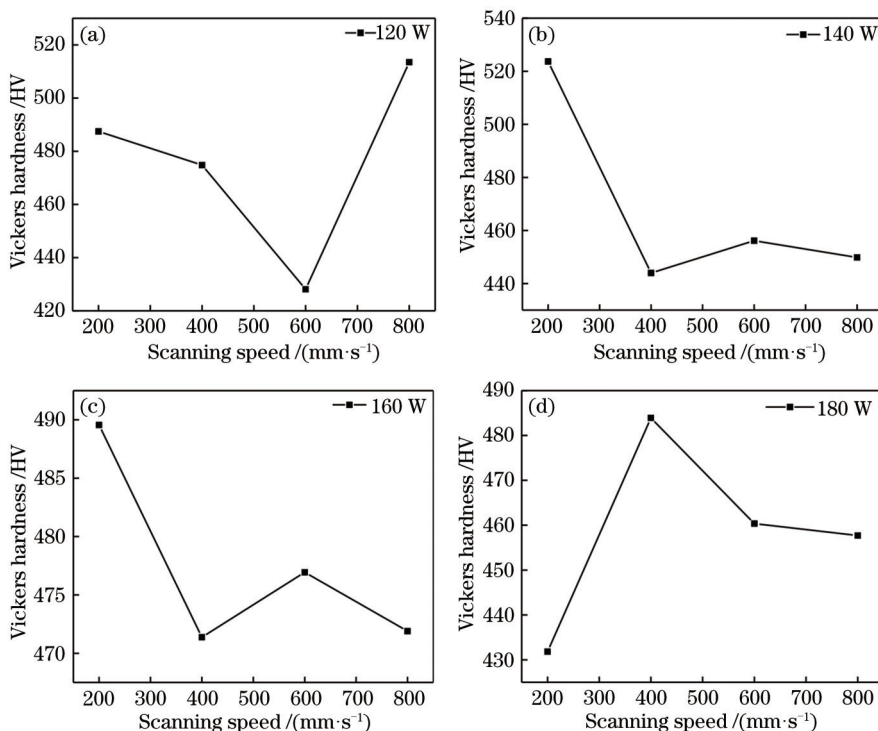 (a)
120 W
520
500
480
460
440
420
Vickers hardness /HV
200 300 400 500 600 700 800
Scanning speed /(mm·s⁻¹)
(b)
140 W
540
520
500
480
460
440
Vickers hardness /HV
200 300 400 500 600 700 800
Scanning speed /(mm·s⁻¹)
(c)
160 W
490
485
480
475
470
Vickers hardness /HV
200 300 400 500 600 700 800
Scanning speed /(mm·s⁻¹)
(d)
180 W
490
480
470
460
450
440
430
Vickers hardness /HV
200 300 400 500 600 700 800
Scanning speed /(mm·s⁻¹)